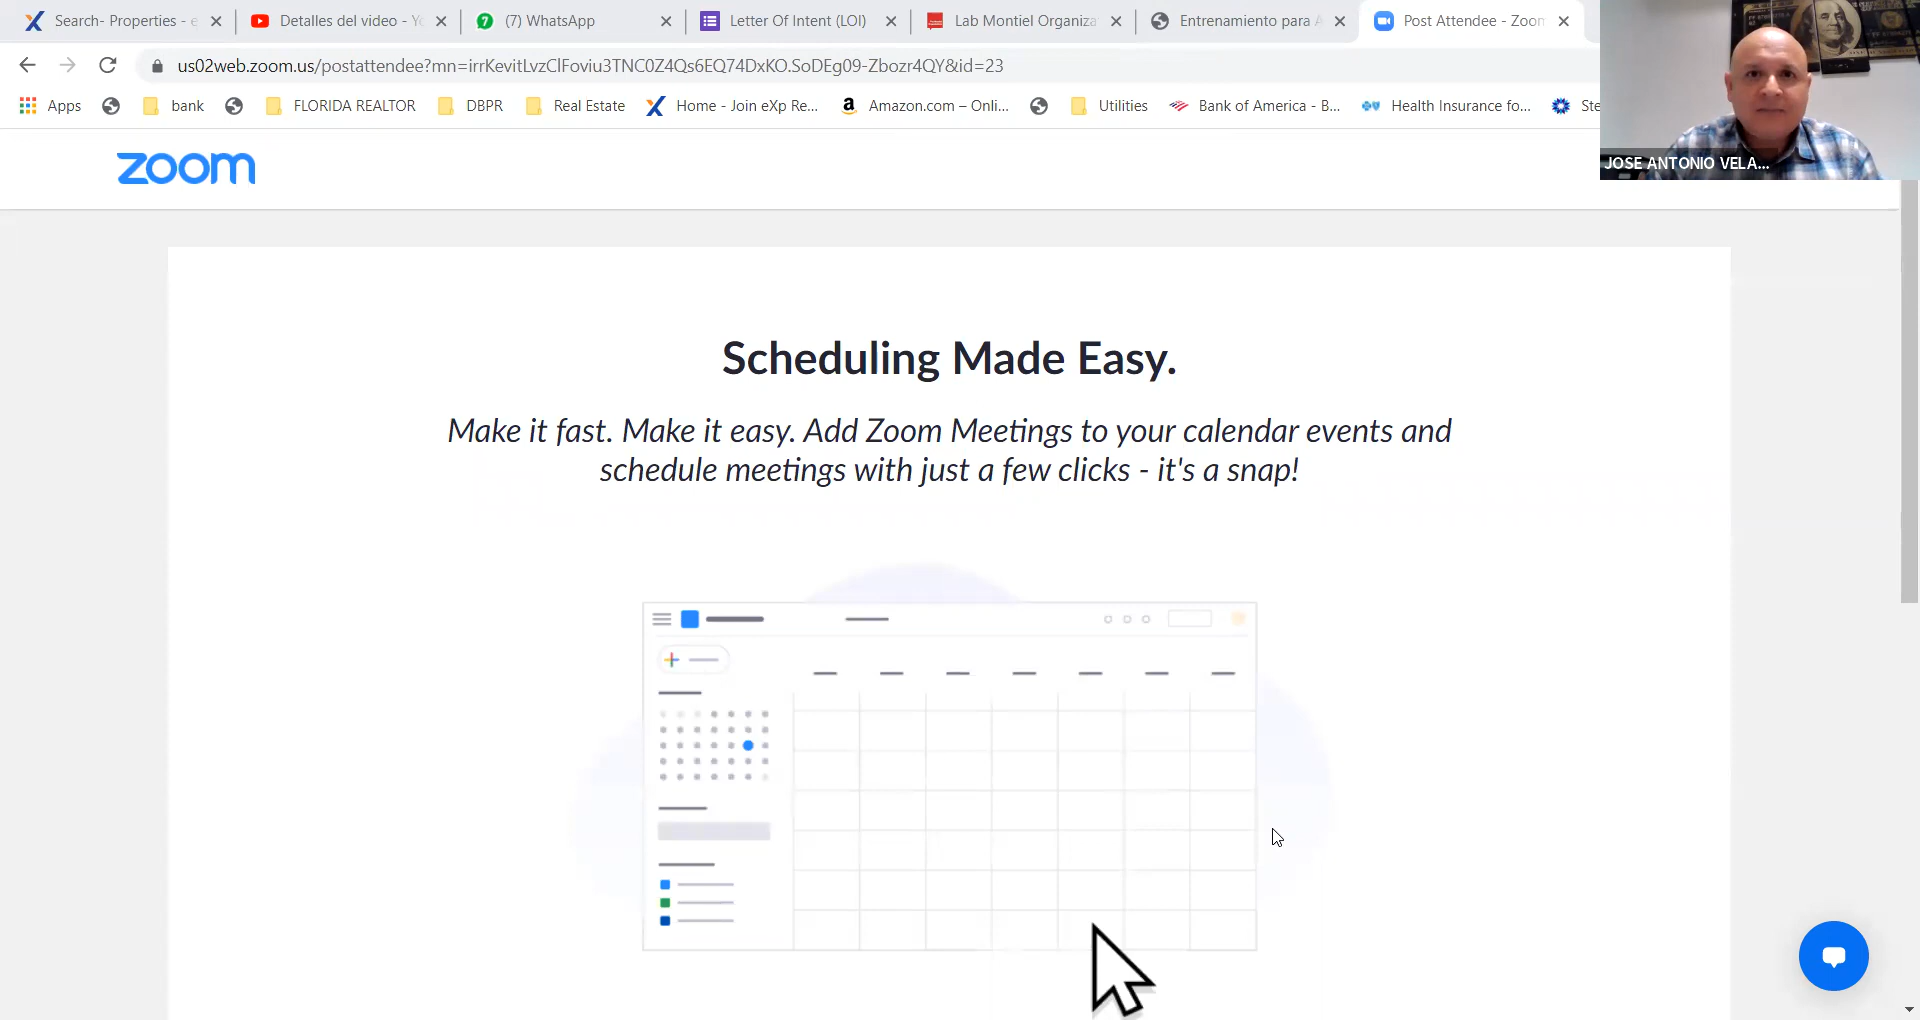 Search- Properties - e
Detalles del video - Yo
(7) WhatsApp
Letter Of Intent (LOI)
Lab Montiel Organiza
Entrenamiento para A
Post Attendee - Zoom
us02web.zoom.us/postattendee?mn=irrKevitLvzClFoviu3TNC0Z4Qs6EQ74DxKO.SoDEg09-Zbozr4QY&id=23
Apps
bank
FLORIDA REALTOR
DBPR
Real Estate
Home - Join eXp Re...
Amazon.com – Onli...
Utilities
Bank of America - B...
Health Insurance fo...
Ste
JOSE ANTONIO VELA...
zoom
Scheduling Made Easy.
Make it fast. Make it easy. Add Zoom Meetings to your calendar events and
schedule meetings with just a few clicks - it's a snap!